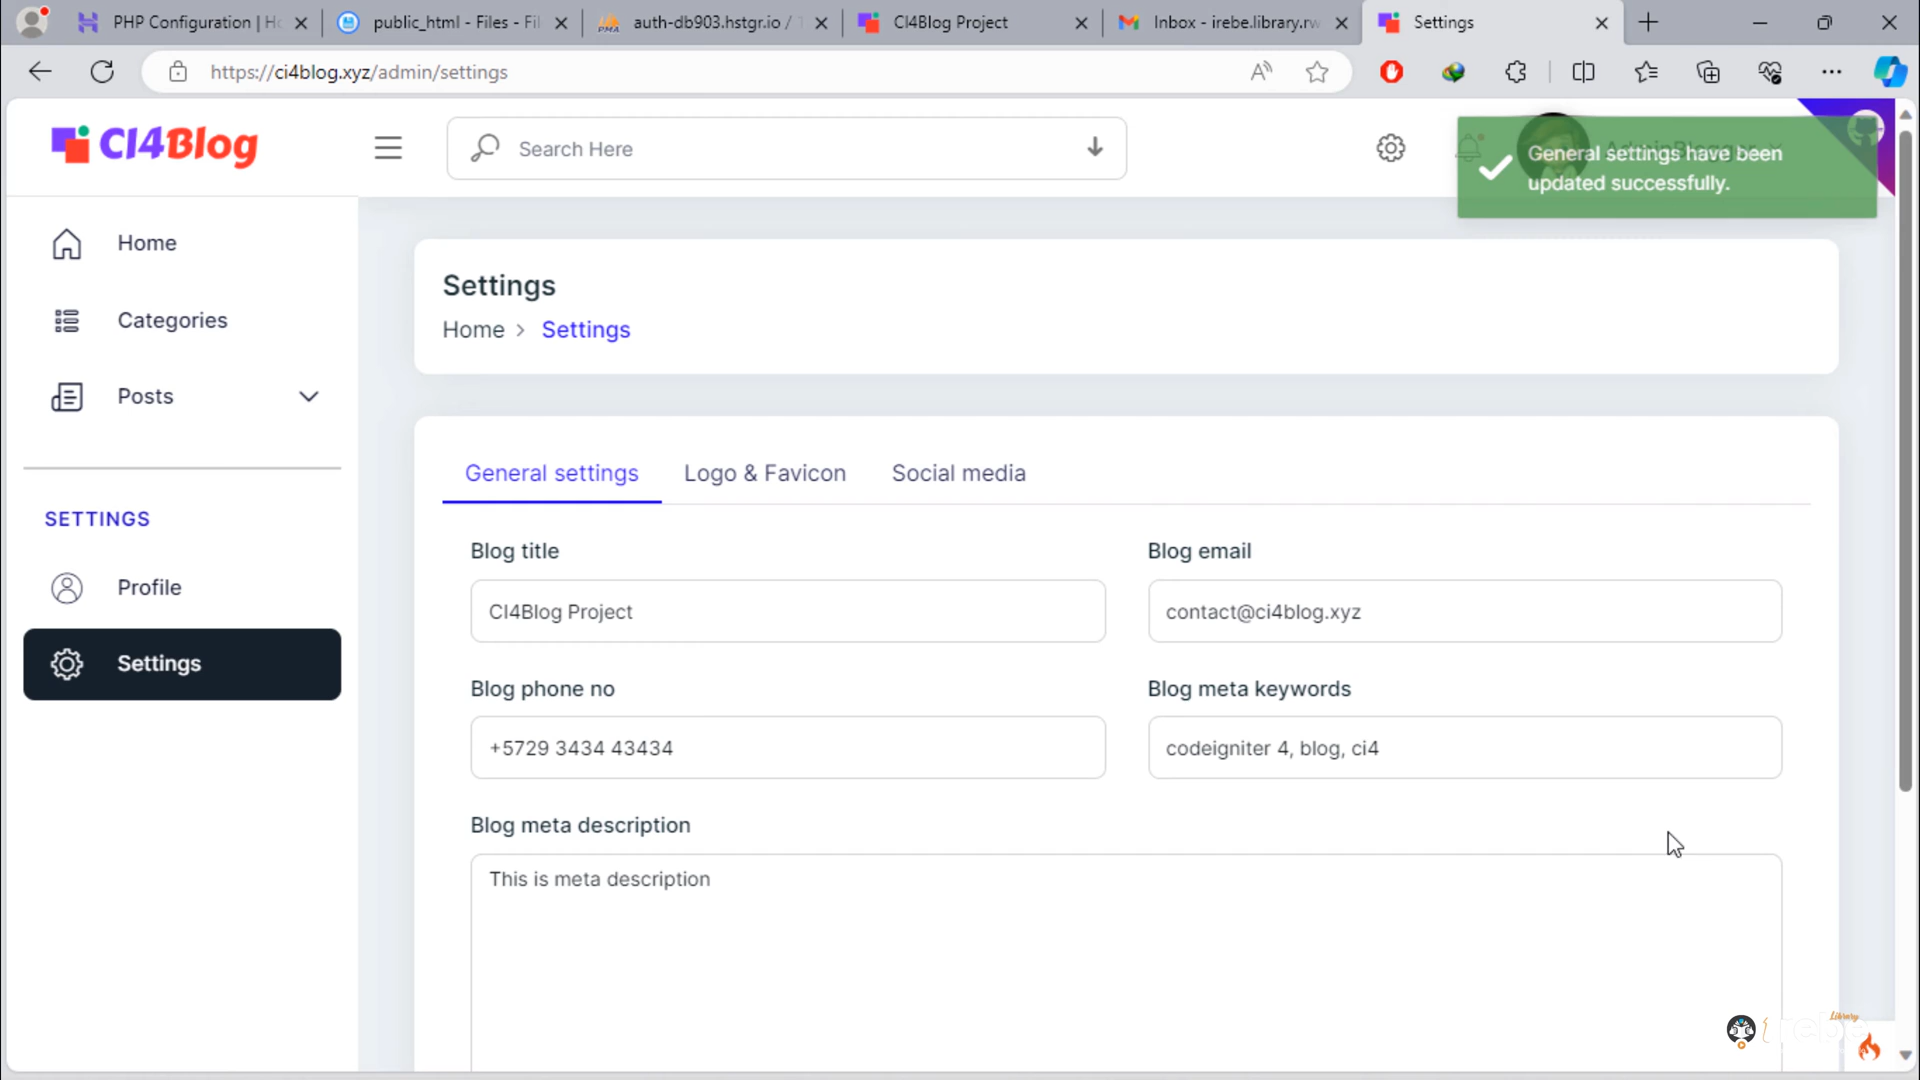 PHP Configuration | Ho
public_html - Files - Fil
auth-db903.hstgr.io /
CI4Blog Project
Inbox - irebe.library.rw
Settings
https://ci4blog.xyz/admin/settings
CI4Blog
Search Here
General settings have been
updated successfully.
Home
Categories
Posts
SETTINGS
Profile
Settings
Settings
Home > Settings
General settings
Logo & Favicon
Social media
Blog title
CI4Blog Project
Blog email
contact@ci4blog.xyz
Blog phone no
+5729 3434 43434
Blog meta keywords
codeigniter 4, blog, ci4
Blog meta description
This is meta description
irebe
Library